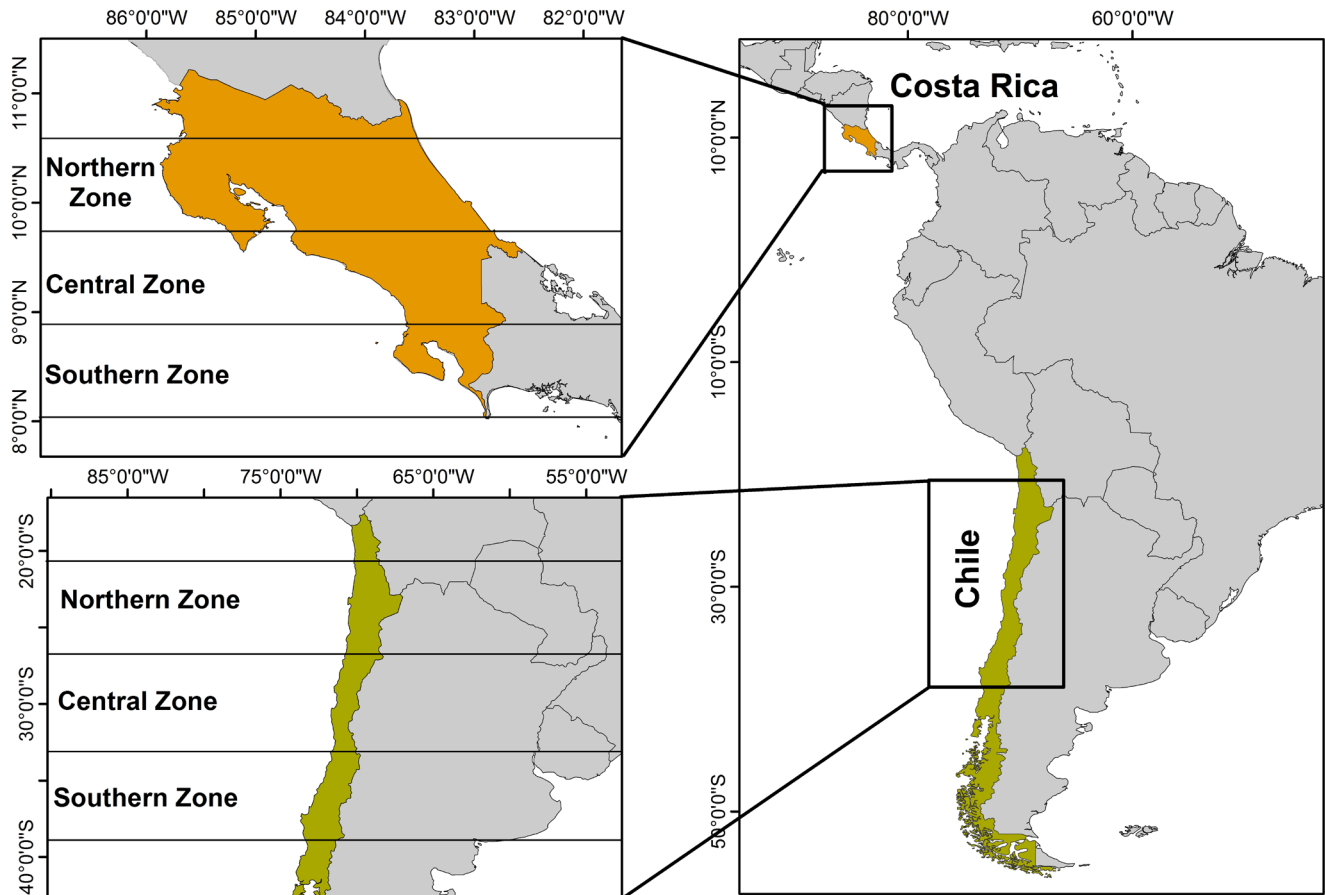 86°0'0"W 85°0'0"W 84°0'0"W 83°0'0"W 82°0'0"W
11°0'0"N
10°0'0"N
9°0'0"N
8°0'0"N
Northern
Zone
Central Zone
Southern Zone
85°0'0"W 75°0'0"W 65°0'0"W 55°0'0"W
20°0'0"S
30°0'0"S
40°0'0"S
Northern Zone
Central Zone
Southern Zone
80°0'0"W 60°0'0"W
10°0'0"N
10°0'0"S
30°0'0"S
50°0'0"S
Costa Rica
Chile